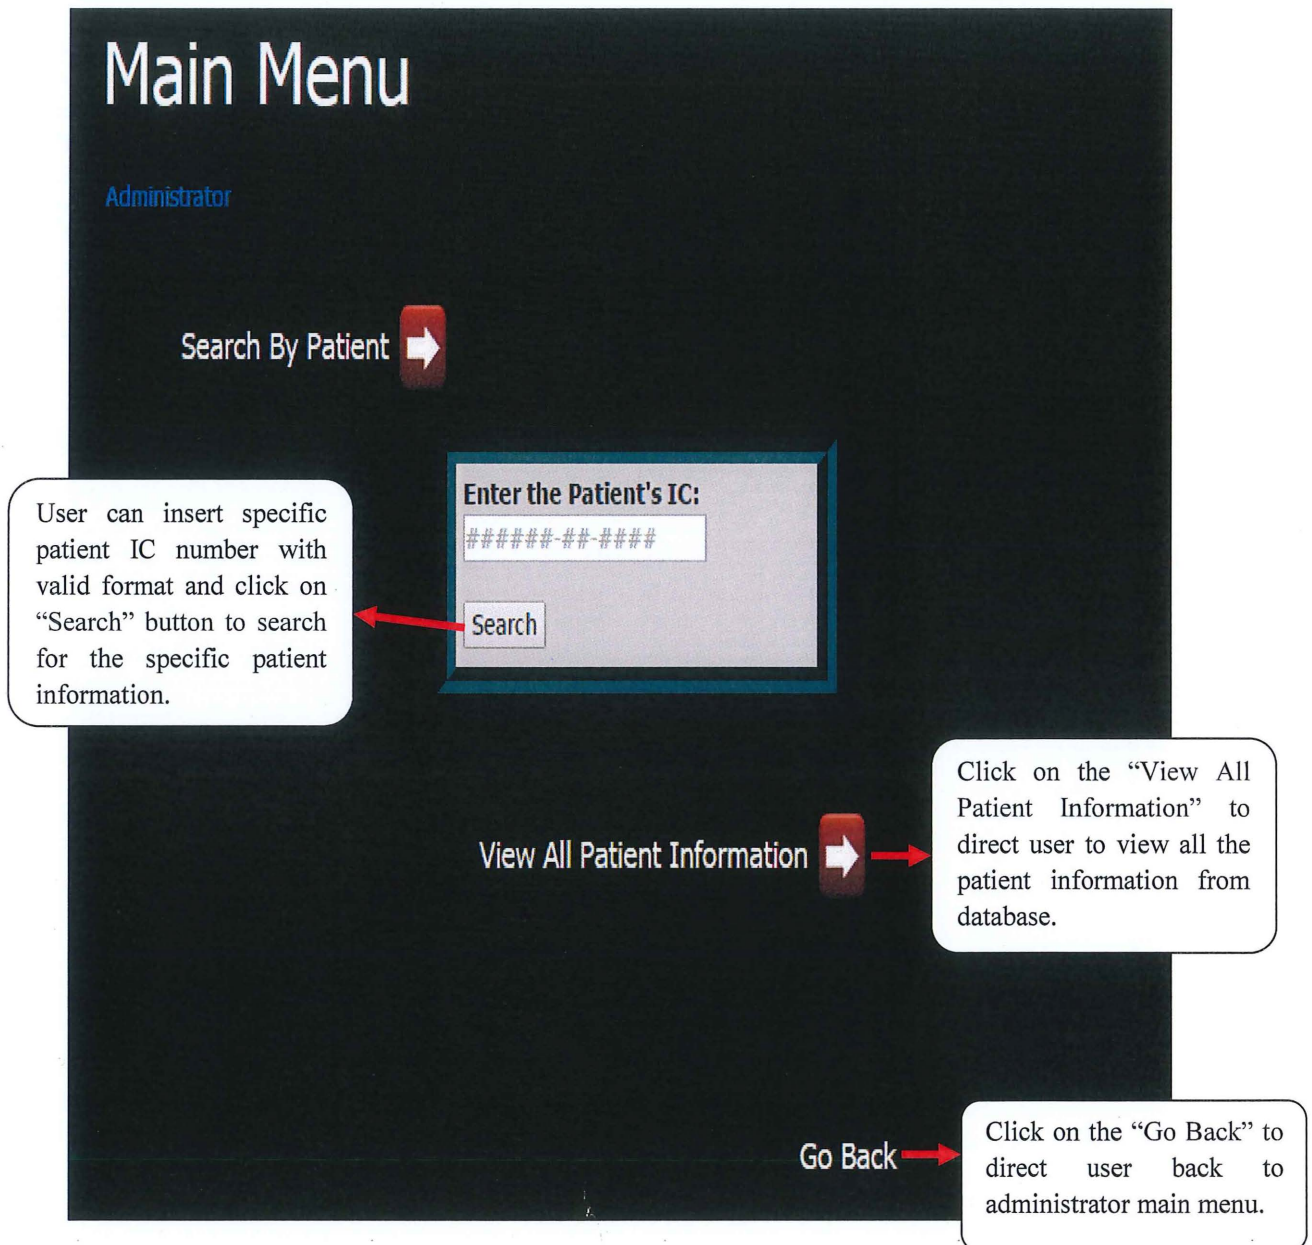 Main Menu
Administrator
Search By Patient
Enter the Patient's IC:
######-##-####
Search
User can insert specific
patient IC number with
valid format and click on
“Search” button to search
for the specific patient
information.
View All Patient Information
Click on the “View All
Patient Information” to
direct user to view all the
patient information from
database.
Go Back
Click on the “Go Back” to
direct user back to
administrator main menu.